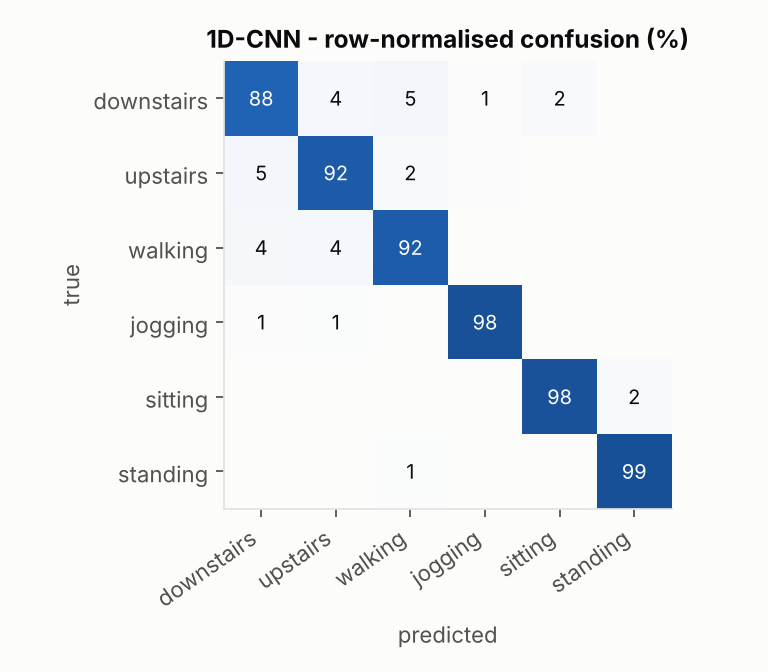 1D-CNN - row-normalised confusion (%)
downstairs 88 4 5 1 2
upstairs 5 92 2
walking 4 4 92
jogging 1 1 98
sitting 98 2
standing 1 99
true
downstairs upstairs walking jogging sitting standing
predicted